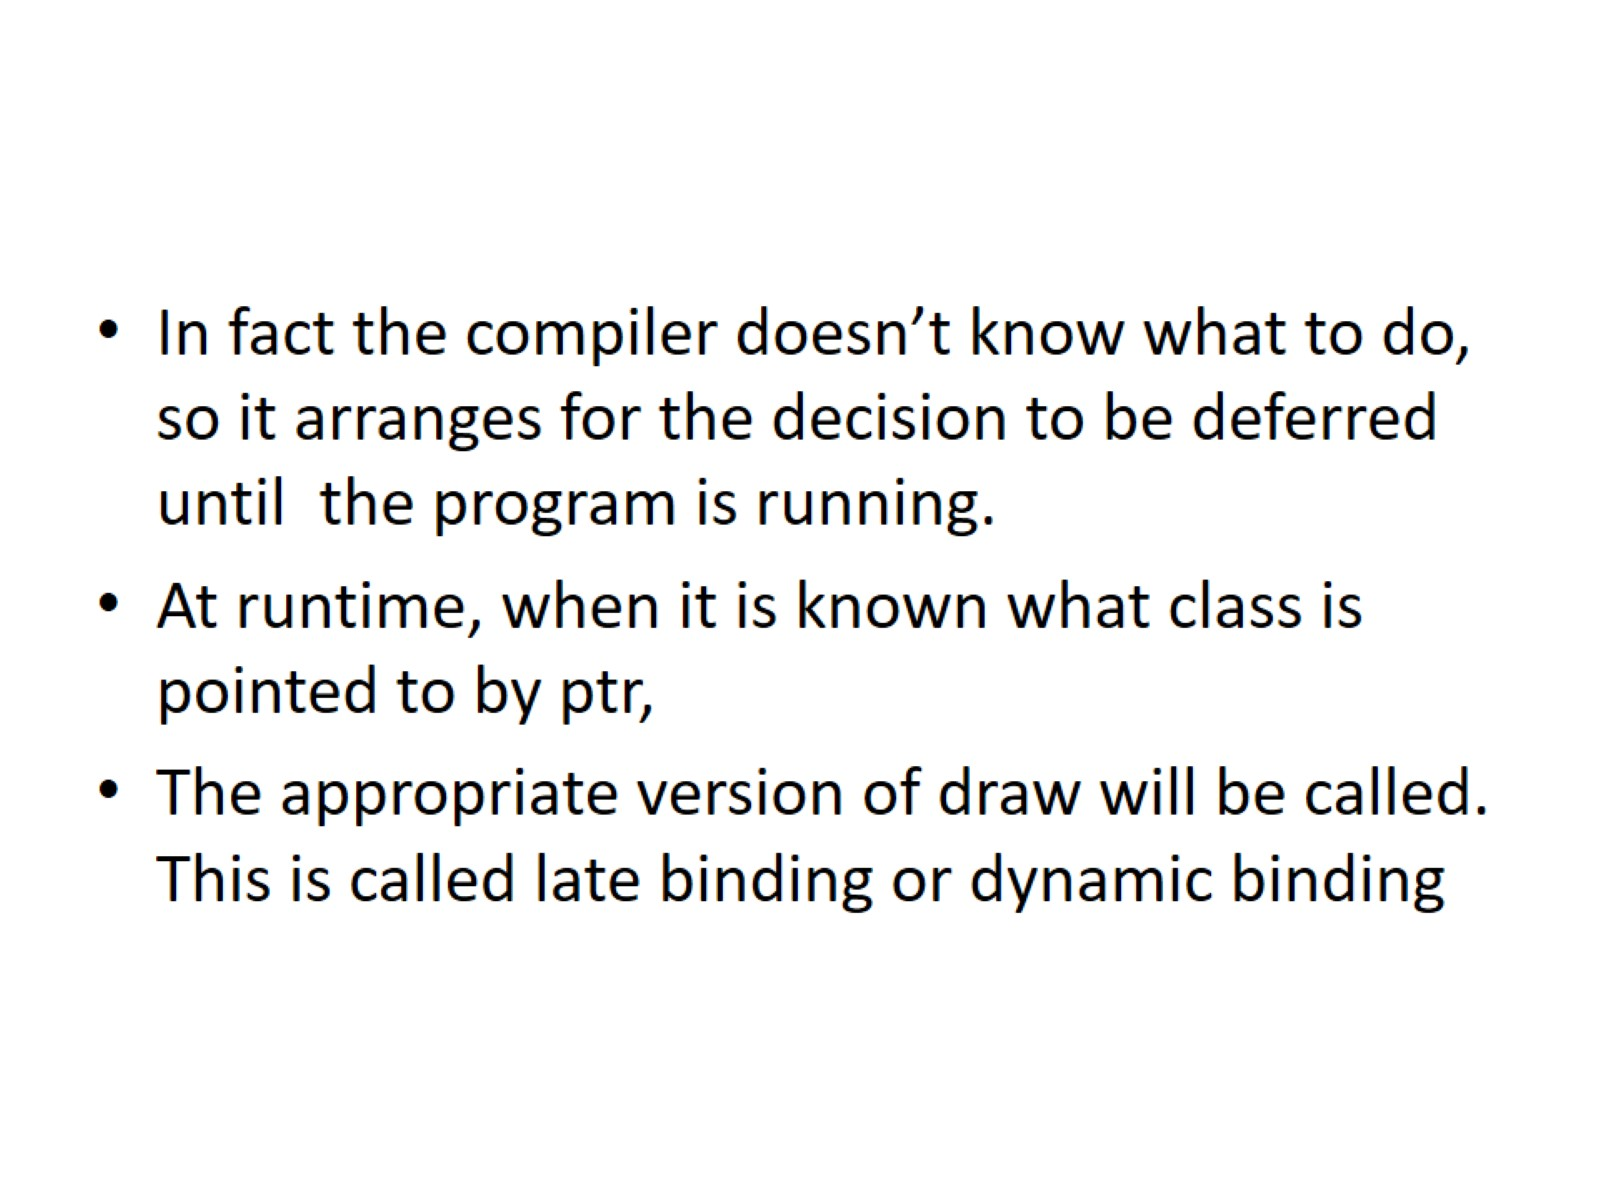 • In fact the compiler doesn’t know what to do,
so it arranges for the decision to be deferred
until  the program is running.
• At runtime, when it is known what class is
pointed to by ptr,
• The appropriate version of draw will be called.
This is called late binding or dynamic binding